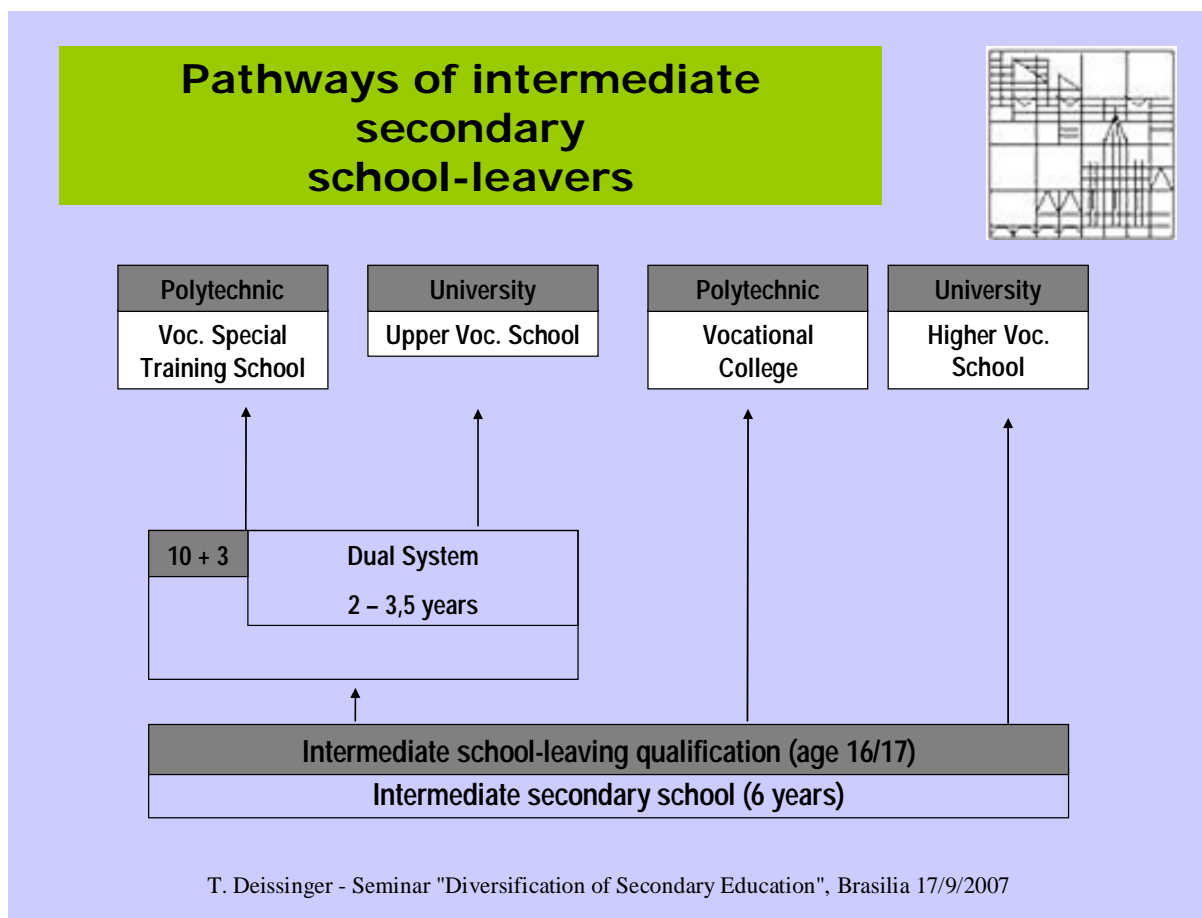 Pathways of intermediate
secondary
school-leavers
Polytechnic
Voc. Special
Training School
University
Upper Voc. School
Polytechnic
Vocational
College
University
Higher Voc.
School
10 + 3
Dual System
2 – 3,5 years
Intermediate school-leaving qualification (age 16/17)
Intermediate secondary school (6 years)
T. Deissinger - Seminar "Diversification of Secondary Education", Brasilia 17/9/2007